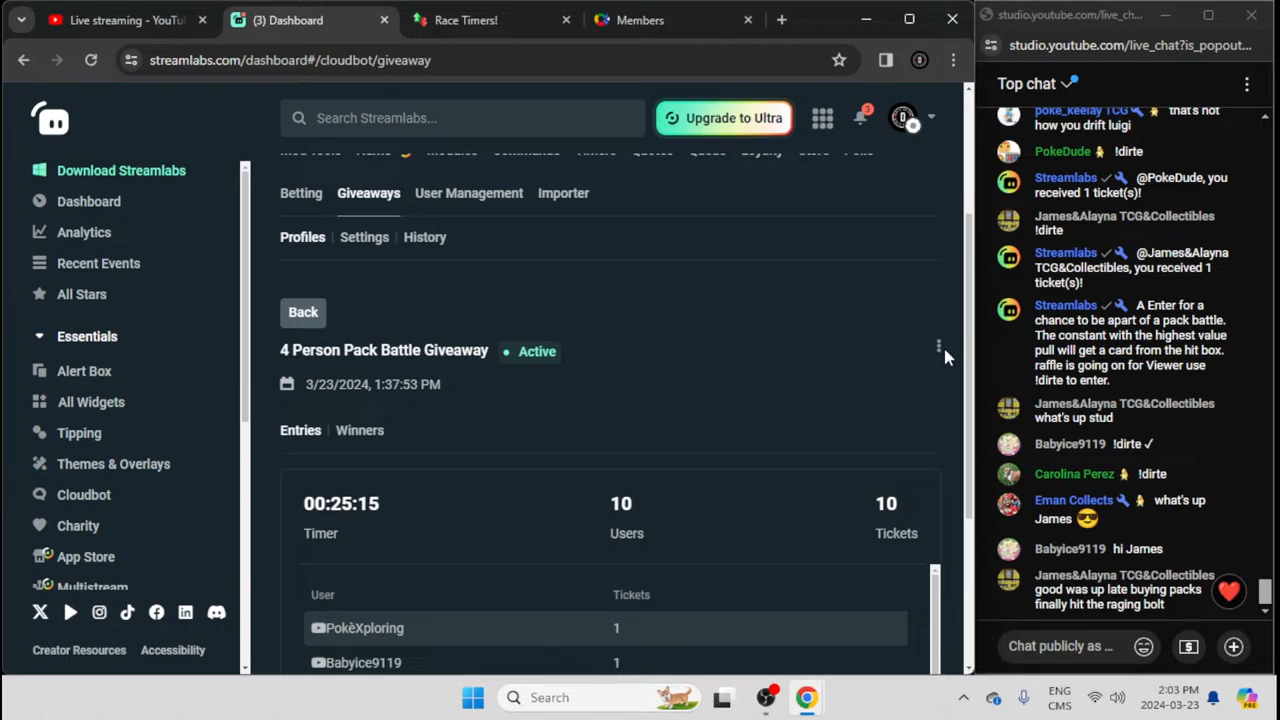 Live streaming - YouTu
(3) Dashboard
Race Timers!
Members
studio.youtube.com/live_ch...
streamlabs.com/dashboard#/cloudbot/giveaway
studio.youtube.com/live_chat?is_popout...
Search Streamlabs...
Upgrade to Ultra
3
Top chat
Download Streamlabs
Dashboard
Analytics
Recent Events
All Stars
Essentials
Alert Box
All Widgets
Tipping
Themes & Overlays
Cloudbot
Charity
App Store
Multistream
Creator Resources
Accessibility
Betting
Giveaways
User Management
Importer
Profiles
Settings
History
Back
4 Person Pack Battle Giveaway
Active
3/23/2024, 1:37:53 PM
Entries
Winners
00:25:15
10
10
Timer
Users
Tickets
User
Tickets
PokèXploring
1
Babyice9119
1
poke_keelay TCG that's not
how you drift luigi
PokeDude !dirte
Streamlabs @PokeDude, you
received 1 ticket(s)!
James&Alayna TCG&Collectibles
!dirte
Streamlabs @James&Alayna
TCG&Collectibles, you received 1
ticket(s)!
Streamlabs A Enter for a
chance to be apart of a pack battle.
The constant with the highest value
pull will get a card from the hit box.
raffle is going on for Viewer use
!dirte to enter.
James&Alayna TCG&Collectibles
what's up stud
Babyice9119 !dirte ✓
Carolina Perez !dirte
Eman Collects what's up
James 😎
Babyice9119 hi James
James&Alayna TCG&Collectibles
good was up late buying packs
finally hit the raging bolt
Chat publicly as ...
Search
ENG
CMS
2:03 PM
2024-03-23
PRE